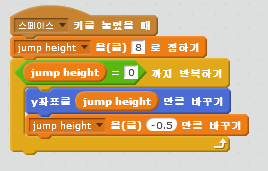 스페이스 키를 눌렀을 때
jump height 을(를) 8 로 정하기
jump height = 0 까지 반복하기
y좌표를 jump height 만큼 바꾸기
jump height 을(를) -0.5 만큼 바꾸기